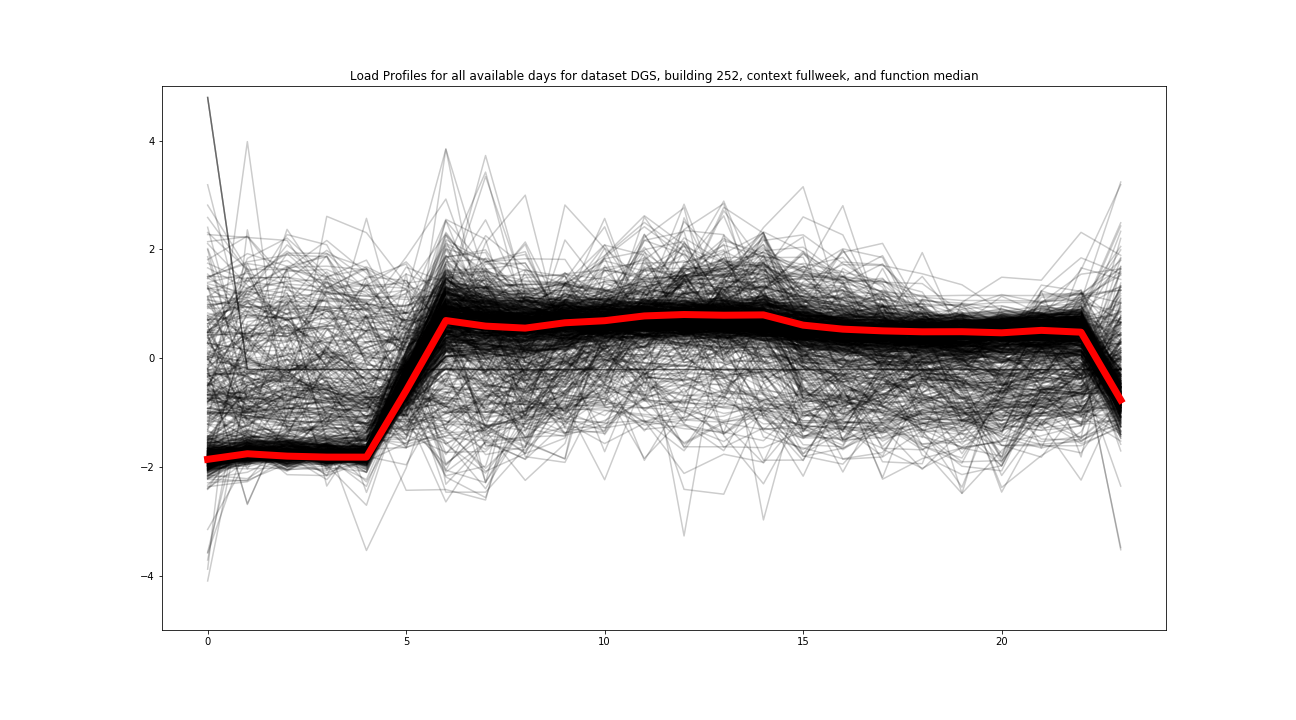 Load Profiles for all available days for dataset DGS, building 252, context fullweek, and function median
4
2
0
−2
−4
0 5 10 15 20